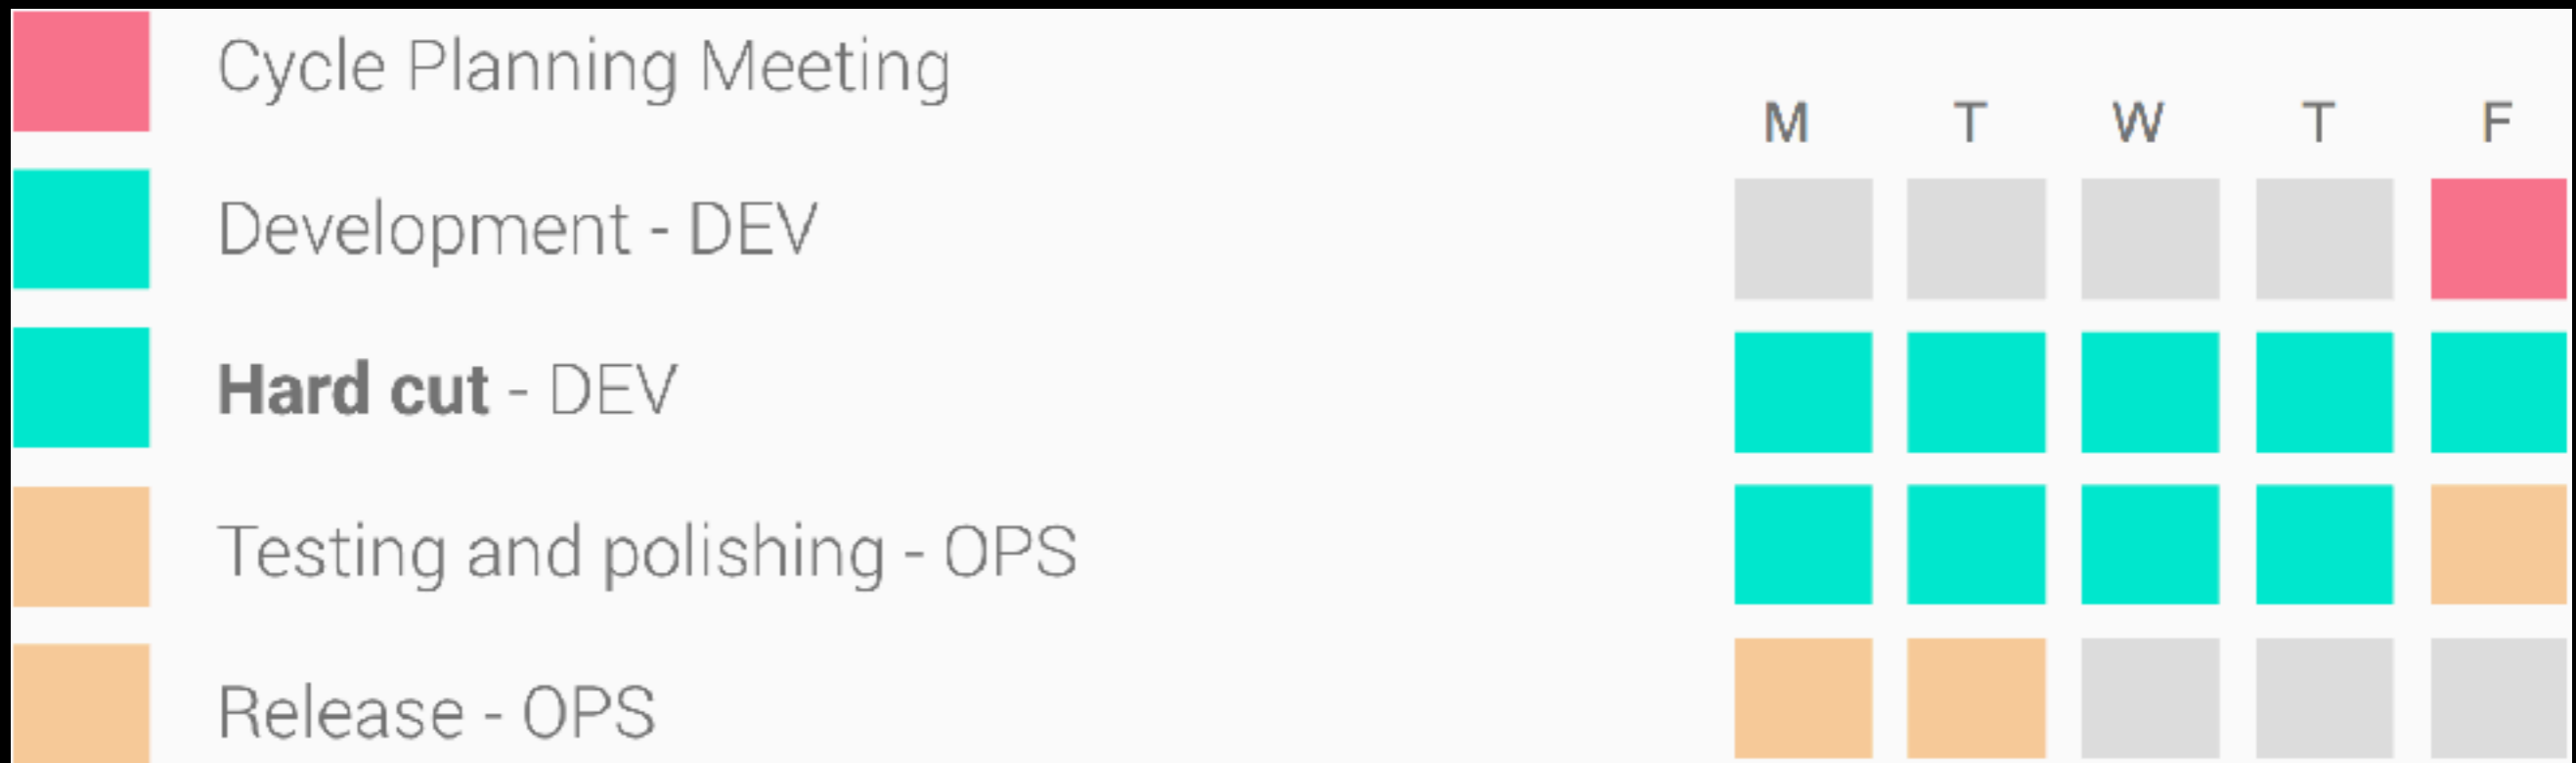 Cycle Planning Meeting
M T W T F
Development - DEV
Hard cut - DEV
Testing and polishing - OPS
Release - OPS